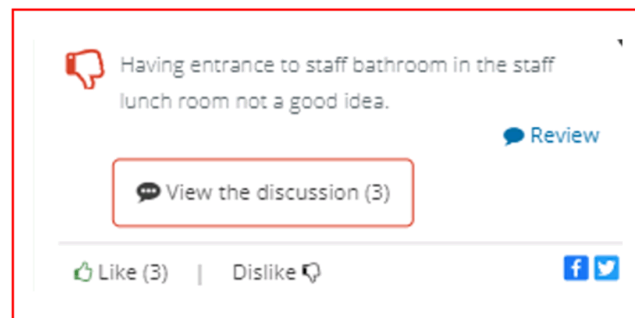 Having entrance to staff bathroom in the staff
lunch room not a good idea.
Review
View the discussion (3)
Like (3) | Dislike